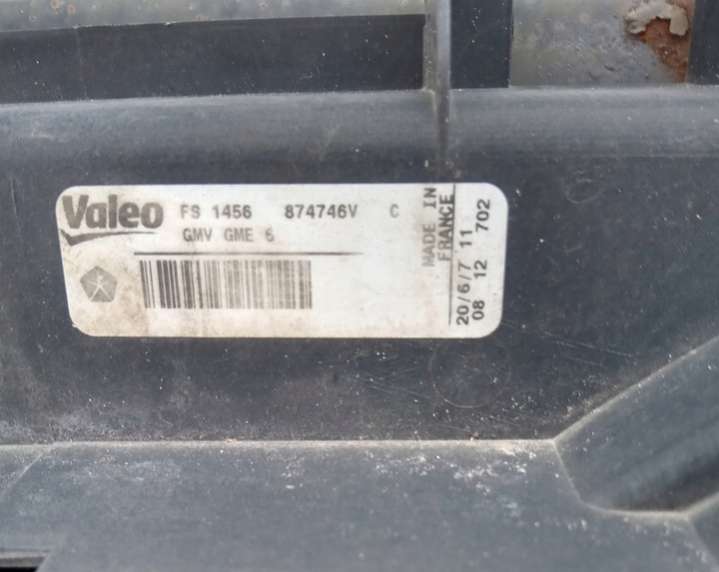 Valeo FS 1456 874746V C
GMV GME 6
MADE IN
FRANCE
20/6/7 11
08 12 702